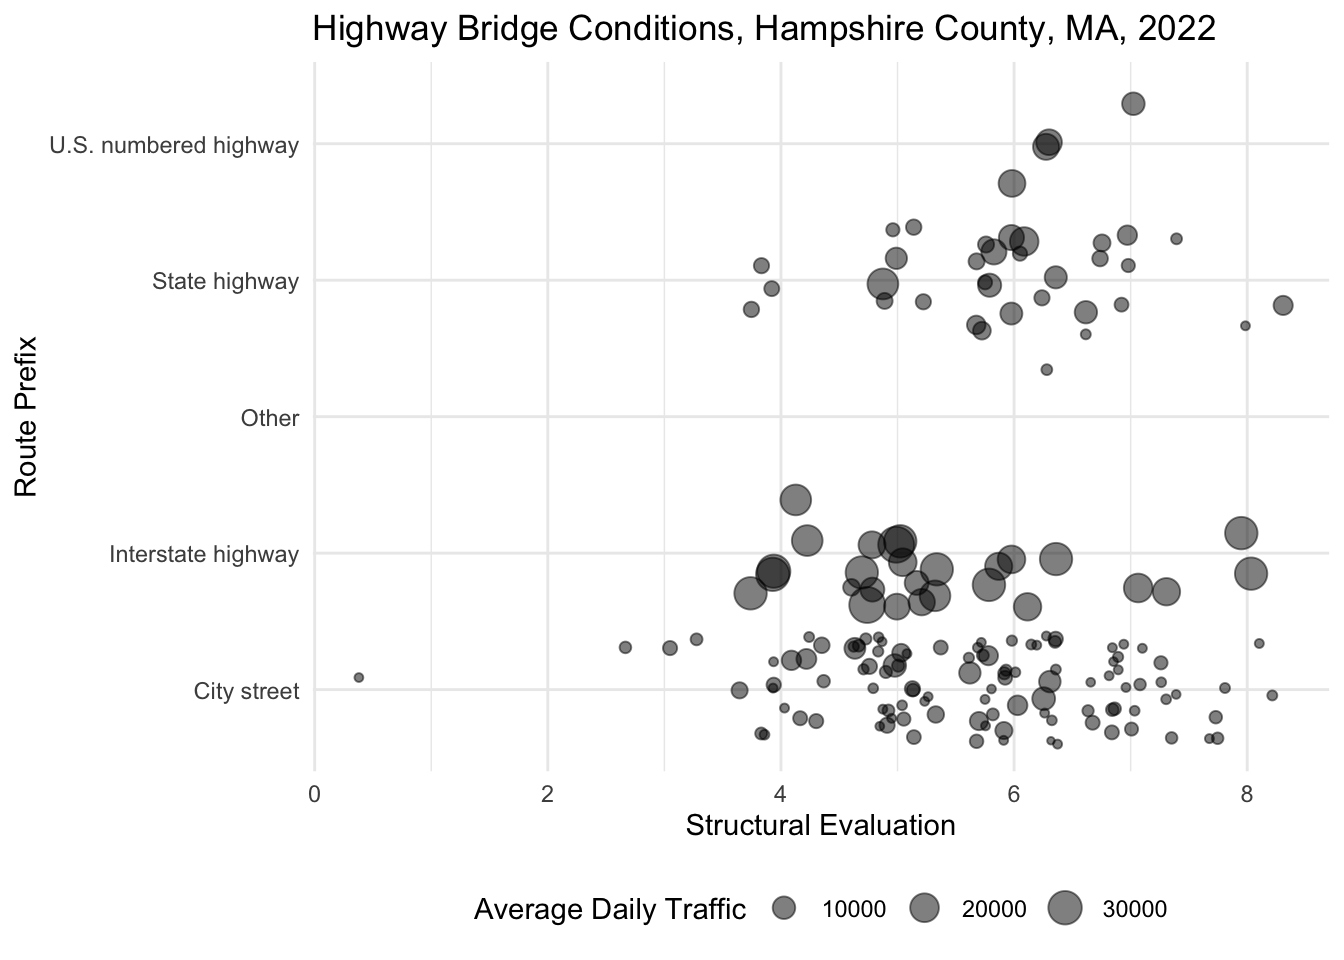 Highway Bridge Conditions, Hampshire County, MA, 2022
Route Prefix
U.S. numbered highway
State highway
Other
Interstate highway
City street
0 2 4 6 8
Structural Evaluation
Average Daily Traffic 10000 20000 30000